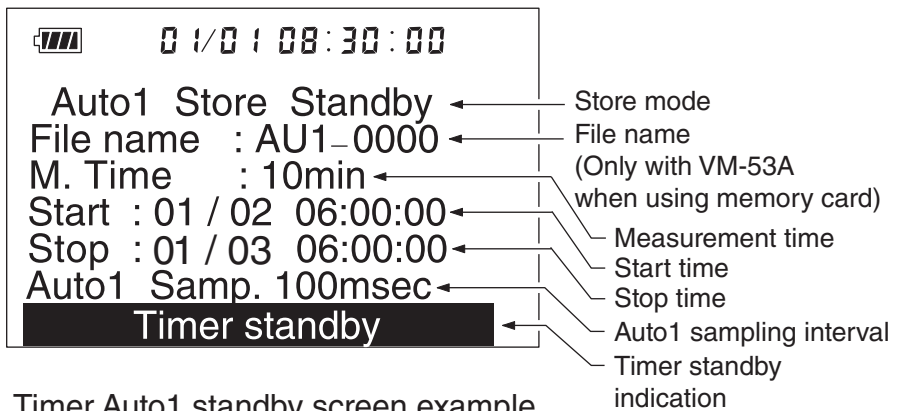 01/01 08:30:00
Auto1 Store Standby
File name : AU1–0000
M. Time : 10min
Start : 01 / 02 06:00:00
Stop : 01 / 03 06:00:00
Auto1 Samp. 100msec
Timer standby
Store mode
File name
(Only with VM-53A
when using memory card)
Measurement time
Start time
Stop time
Auto1 sampling interval
Timer standby
indication
Timer Auto1 standby screen example